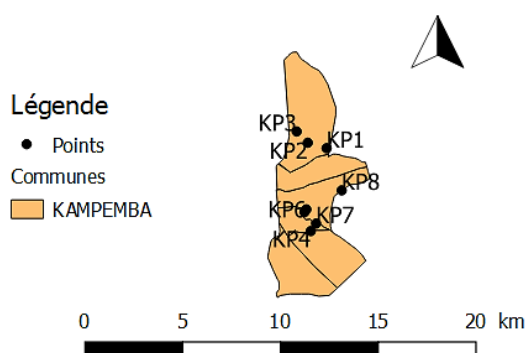 Légende
Points
Communes
KAMPEMBA
KP3
KP2
KP1
KP8
KP6
KP7
KP4
0 5 10 15 20 km